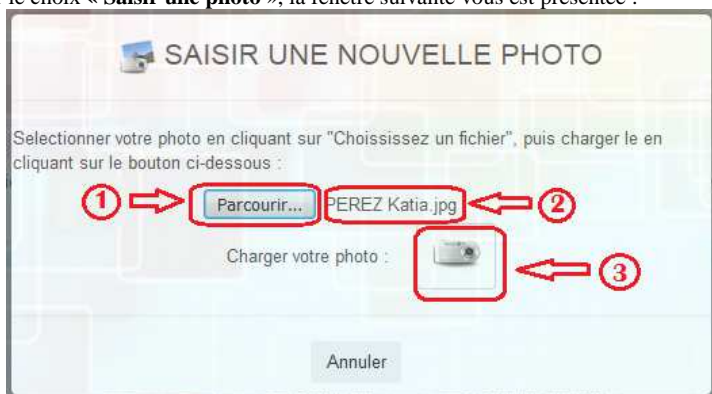 le choix « Saisir une photo », la fenêtre suivante vous est présentée :
SAISIR UNE NOUVELLE PHOTO
Selectionner votre photo en cliquant sur "Choississez un fichier", puis charger le en
cliquant sur le bouton ci-dessous :
1 Parcourir... PEREZ Katia.jpg 2
Charger votre photo : 3
Annuler